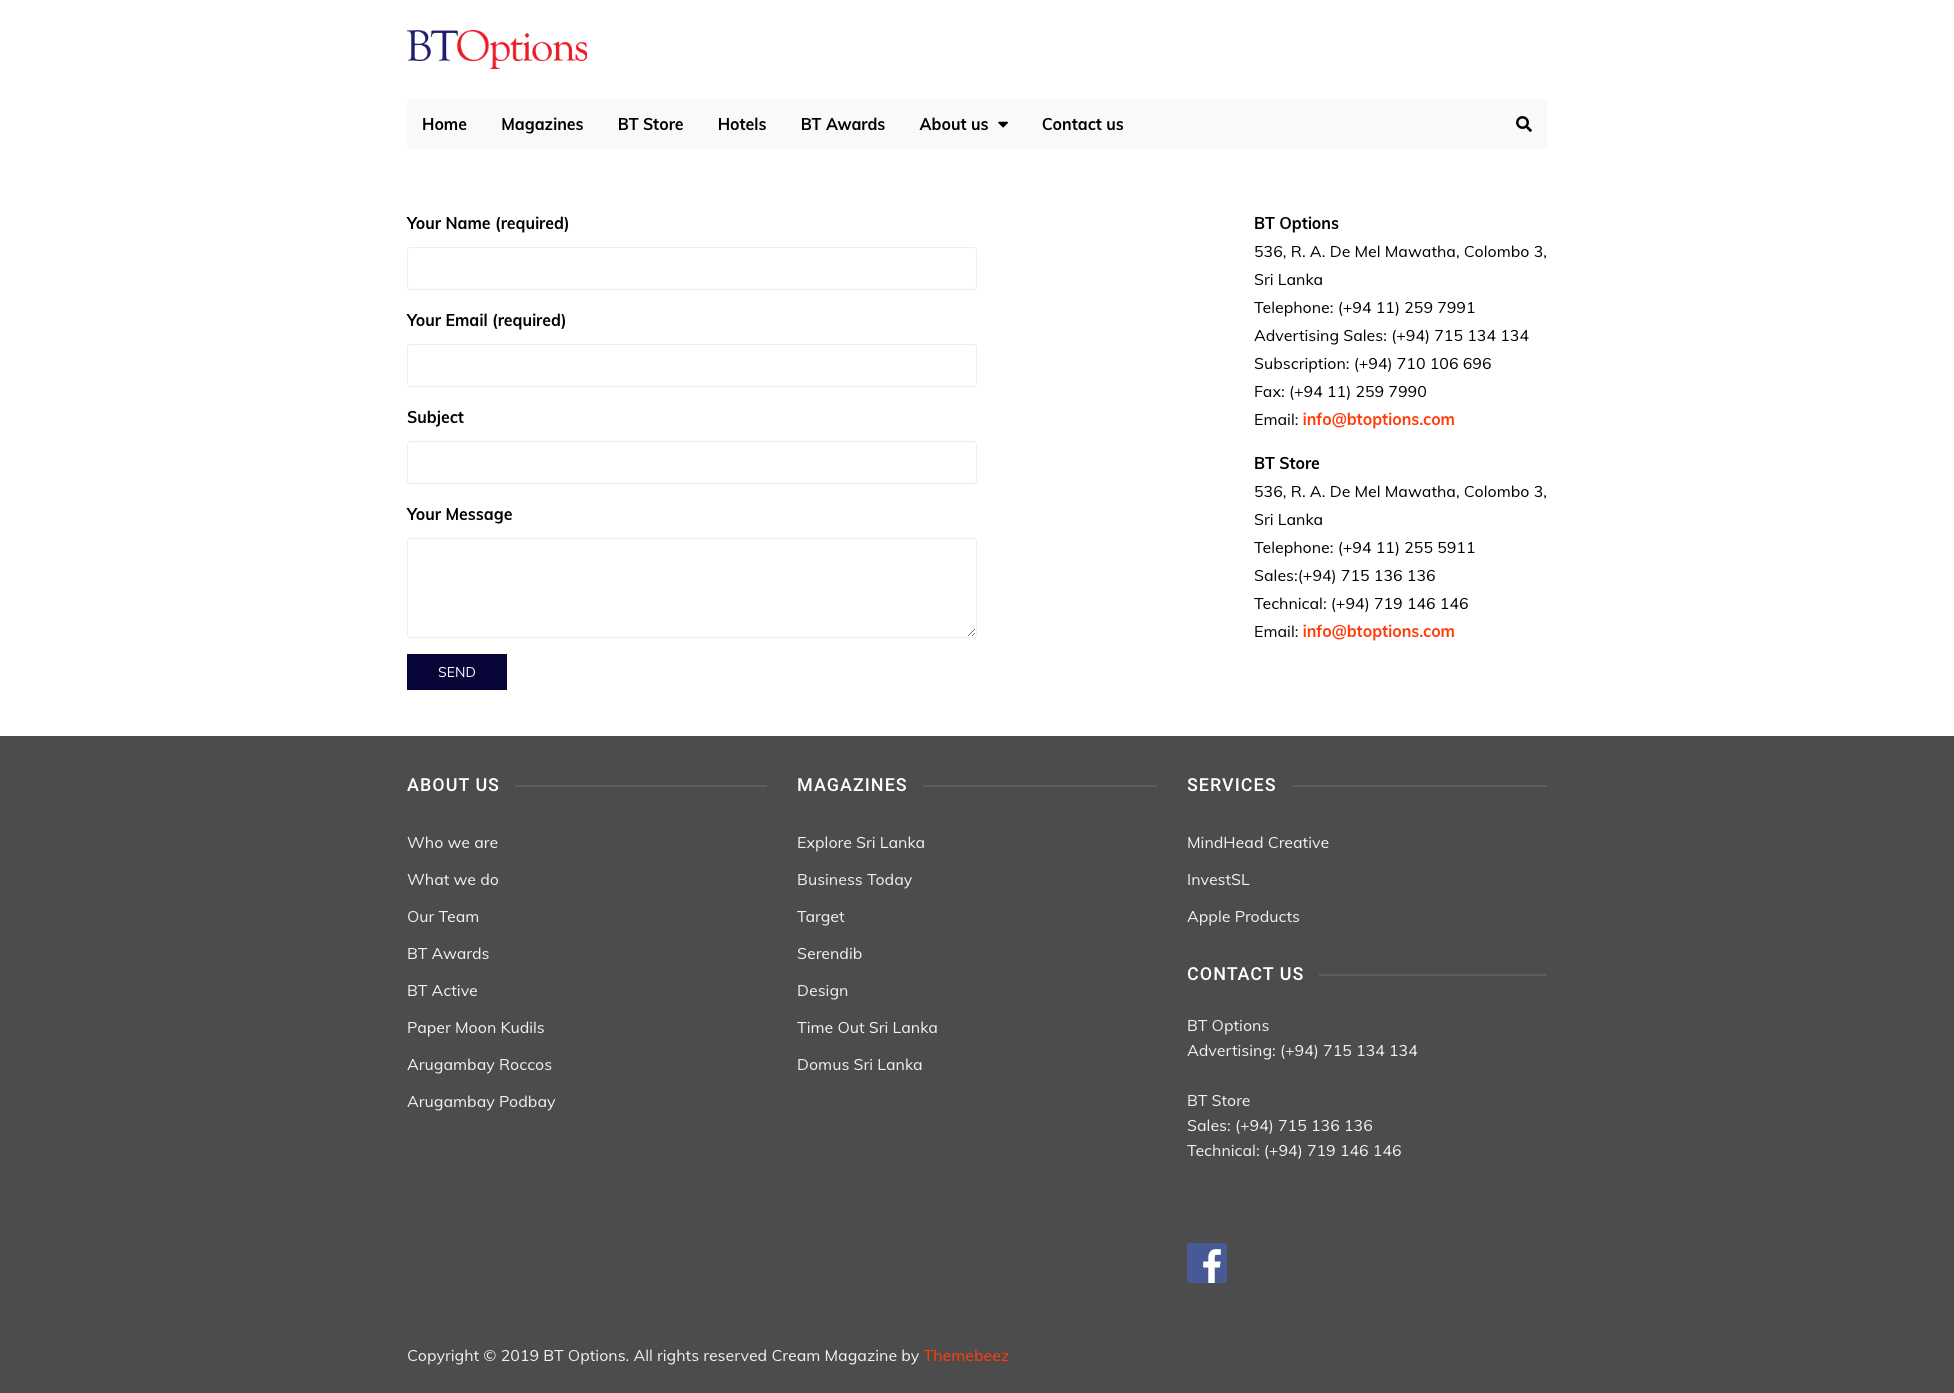 BTOptions
Home Magazines BT Store Hotels BT Awards About us Contact us
Your Name (required)
Your Email (required)
Subject
Your Message
SEND
BT Options
536, R. A. De Mel Mawatha, Colombo 3,
Sri Lanka
Telephone: (+94 11) 259 7991
Advertising Sales: (+94) 715 134 134
Subscription: (+94) 710 106 696
Fax: (+94 11) 259 7990
Email: info@btoptions.com
BT Store
536, R. A. De Mel Mawatha, Colombo 3,
Sri Lanka
Telephone: (+94 11) 255 5911
Sales:(+94) 715 136 136
Technical: (+94) 719 146 146
Email: info@btoptions.com
ABOUT US
Who we are
What we do
Our Team
BT Awards
BT Active
Paper Moon Kudils
Arugambay Roccos
Arugambay Podbay
MAGAZINES
Explore Sri Lanka
Business Today
Target
Serendib
Design
Time Out Sri Lanka
Domus Sri Lanka
SERVICES
MindHead Creative
InvestSL
Apple Products
CONTACT US
BT Options
Advertising: (+94) 715 134 134
BT Store
Sales: (+94) 715 136 136
Technical: (+94) 719 146 146
f
Copyright © 2019 BT Options. All rights reserved Cream Magazine by Themebeez